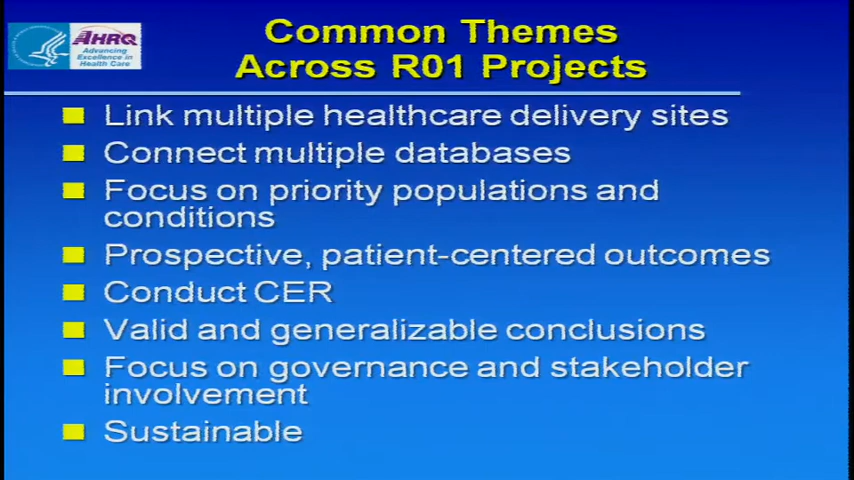 AHRQ
Advancing
Excellence in
Health Care
Common Themes
Across R01 Projects
Link multiple healthcare delivery sites
Connect multiple databases
Focus on priority populations and
conditions
Prospective, patient-centered outcomes
Conduct CER
Valid and generalizable conclusions
Focus on governance and stakeholder
involvement
Sustainable